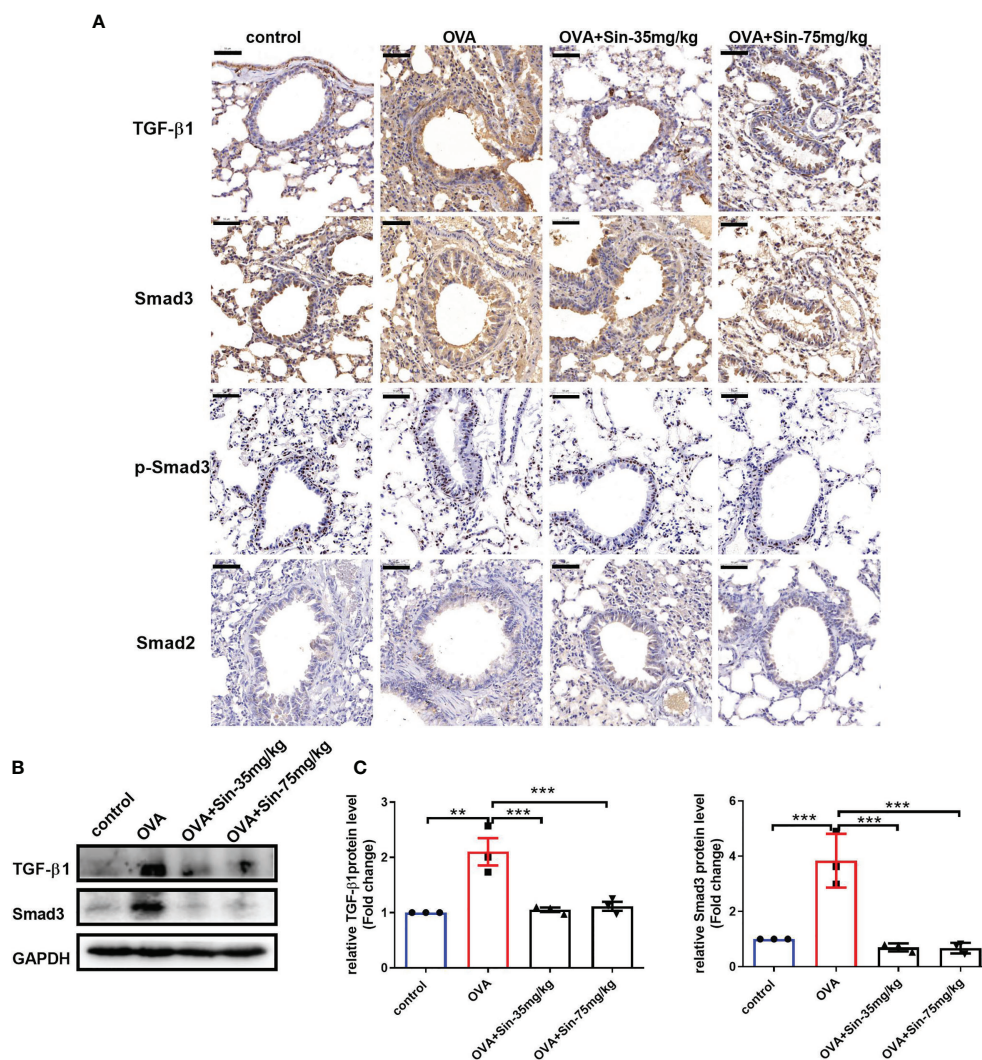 A
control OVA OVA+Sin-35mg/kg OVA+Sin-75mg/kg
TGF-β1
Smad3
p-Smad3
Smad2
B
control OVA OVA+Sin-35mg/kg OVA+Sin-75mg/kg
TGF-β1
Smad3
GAPDH
C
relative TGF-β1protein level
(Fold change)
3
2
1
0
** *** ***
control OVA OVA+Sin-35mg/kg OVA+Sin-75mg/kg
relative Smad3 protein level
(Fold change)
6
4
2
0
*** *** ***
control OVA OVA+Sin-35mg/kg OVA+Sin-75mg/kg